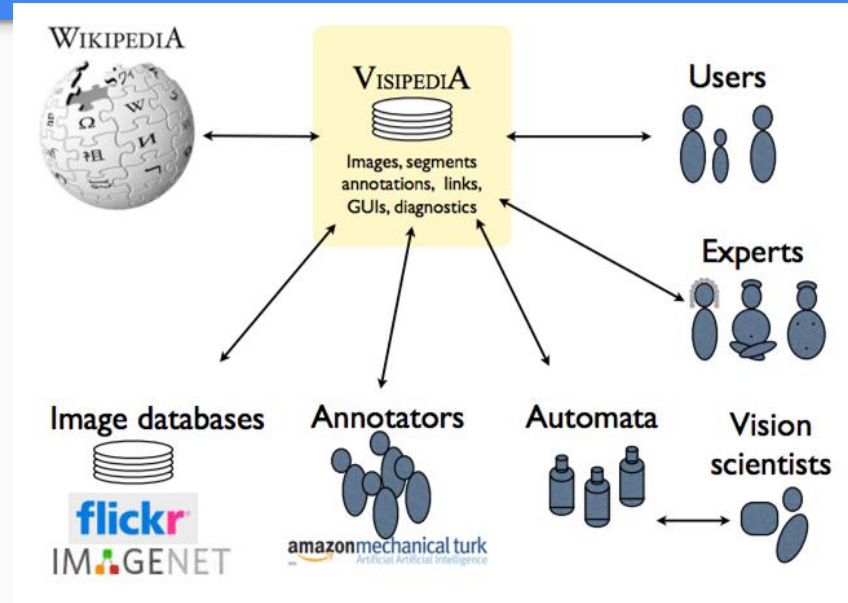 WIKIPEDIA
VISIPEDIA
Images, segments
annotations, links,
GUIs, diagnostics
Users
Experts
Image databases
flickr
IMAGENET
Annotators
amazonmechanical turk
Artificial Artificial Intelligence
Automata
Vision
scientists